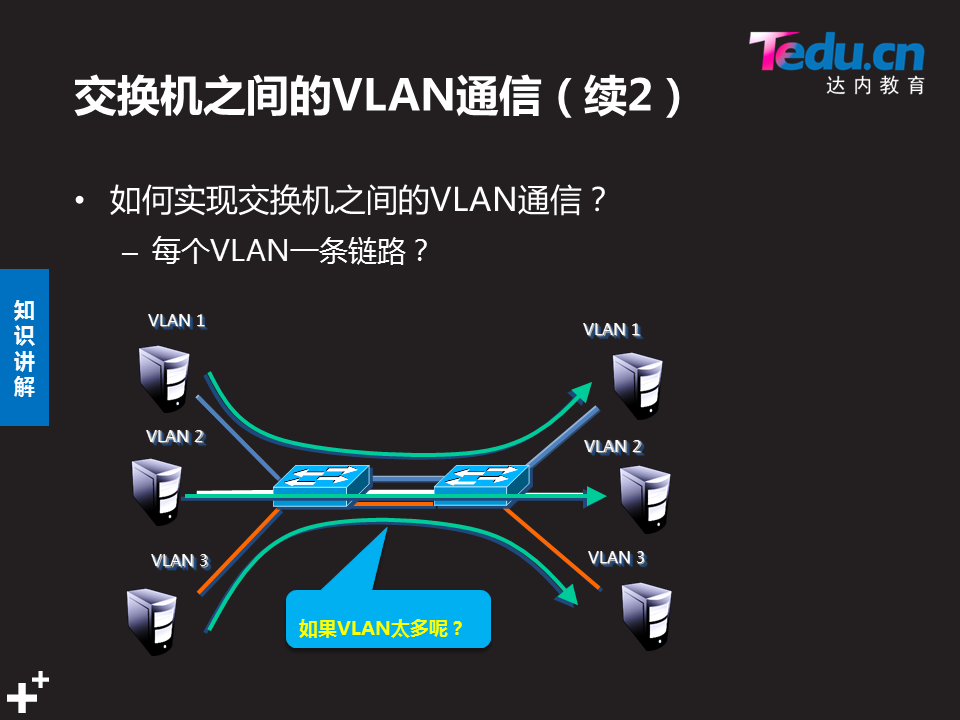 Tedu.cn
达内教育
交换机之间的VLAN通信（续2）
• 如何实现交换机之间的VLAN通信？
– 每个VLAN一条链路？
知
识
讲
解
VLAN 1
VLAN 1
VLAN 2
VLAN 2
VLAN 3
VLAN 3
如果VLAN太多呢？